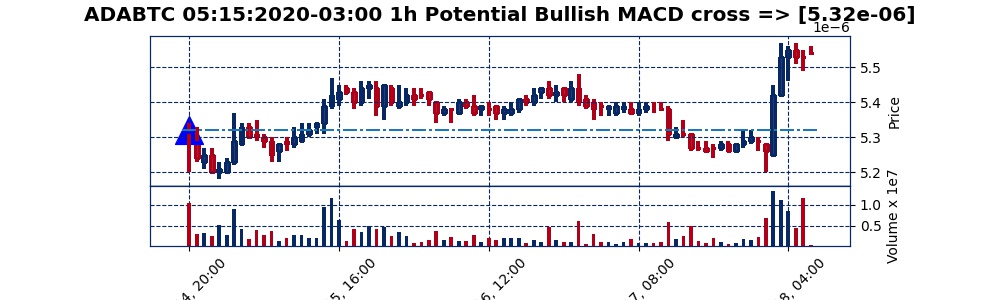 ADABTC 05:15:2020-03:00 1h Potential Bullish MACD cross => [5.32e-06]
1e−6
5.5
5.4
5.3
5.2
Price
1.0
0.5
Volume x 1e7
4, 20:00
5, 16:00
6, 12:00
7, 08:00
8, 04:00